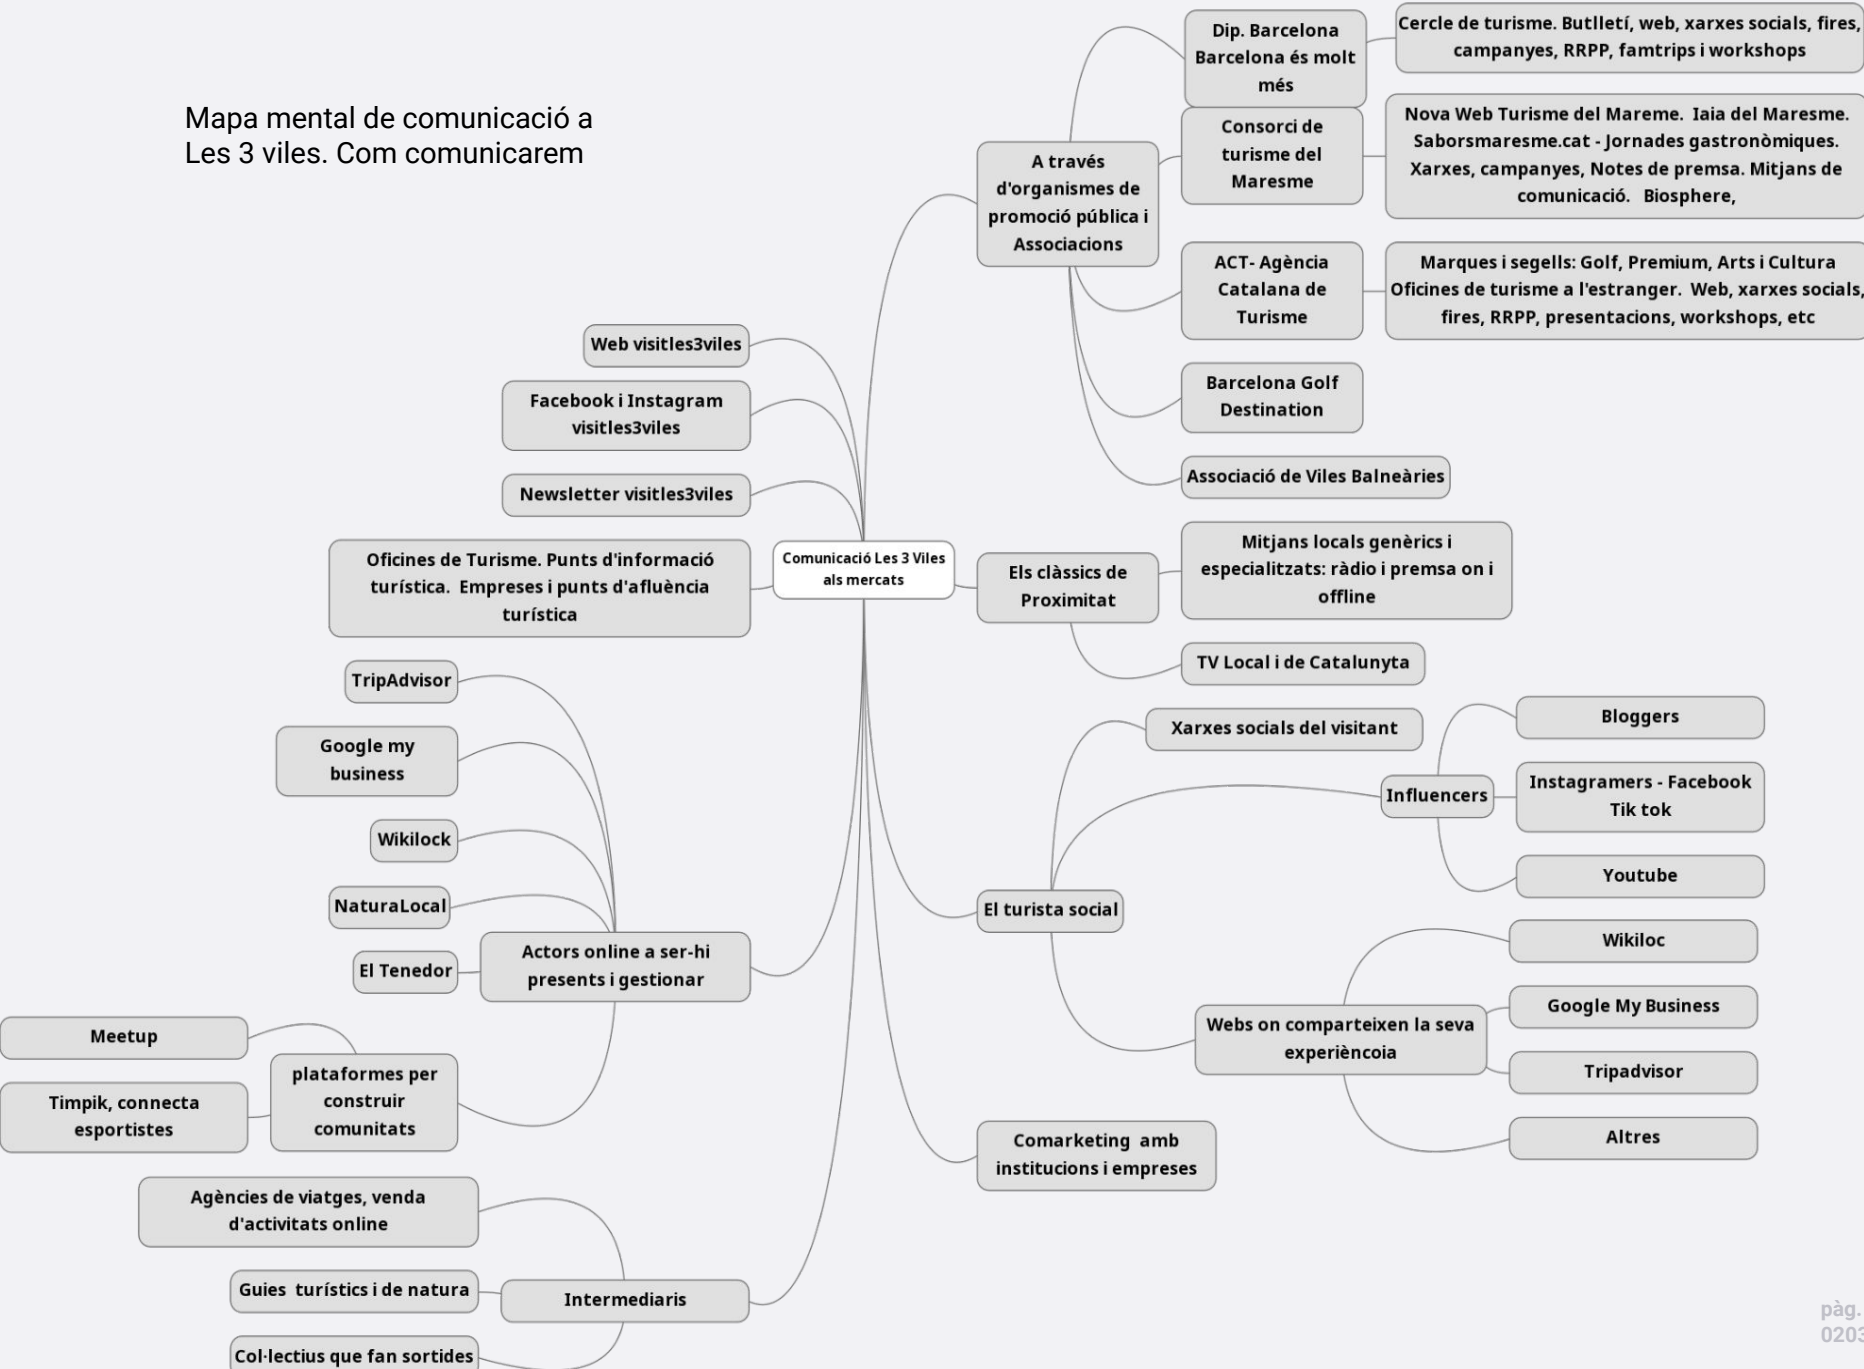 Mapa mental de comunicació a
Les 3 viles. Com comunicarem
Dip. Barcelona
Barcelona és molt
més
Cercle de turisme. Butlletí, web, xarxes socials, fires,
campanyes, RRPP, famtrips i workshops
A través
d'organismes de
promoció pública i
Associacions
Consorci de
turisme del
Maresme
Nova Web Turisme del Mareme.  Iaia del Maresme.
Saborsmaresme.cat - Jornades gastronòmiques.
Xarxes, campanyes, Notes de premsa. Mitjans de
comunicació.   Biosphere,
ACT- Agència
Catalana de
Turisme
Marques i segells: Golf, Premium, Arts i Cultura
Oficines de turisme a l'estranger.  Web, xarxes socials,
fires, RRPP, presentacions, workshops, etc
Barcelona Golf
Destination
Associació de Viles Balneàries
Web visitles3viles
Facebook i Instagram
visitles3viles
Newsletter visitles3viles
Oficines de Turisme. Punts d'informació
turística.  Empreses i punts d'afluència
turística
Comunicació Les 3 Viles
als mercats
Els clàssics de
Proximitat
Mitjans locals genèrics i
especialitzats: ràdio i premsa on i
offline
TV Local i de Catalunyta
TripAdvisor
Google my
business
Wikilock
NaturaLocal
El Tenedor
Actors online a ser-hi
presents i gestionar
Meetup
Timpik, connecta
esportistes
plataformes per
construir
comunitats
Xarxes socials del visitant
Influencers
Bloggers
Instagramers - Facebook
Tik tok
Youtube
El turista social
Webs on comparteixen la seva
experièncoia
Wikiloc
Google My Business
Tripadvisor
Altres
Comarketing  amb
institucions i empreses
Agències de viatges, venda
d'activitats online
Guies  turístics i de natura
Intermediaris
Col·lectius que fan sortides
pàg.
0203